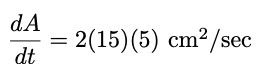 dA/dt = 2(15)(5) cm²/sec